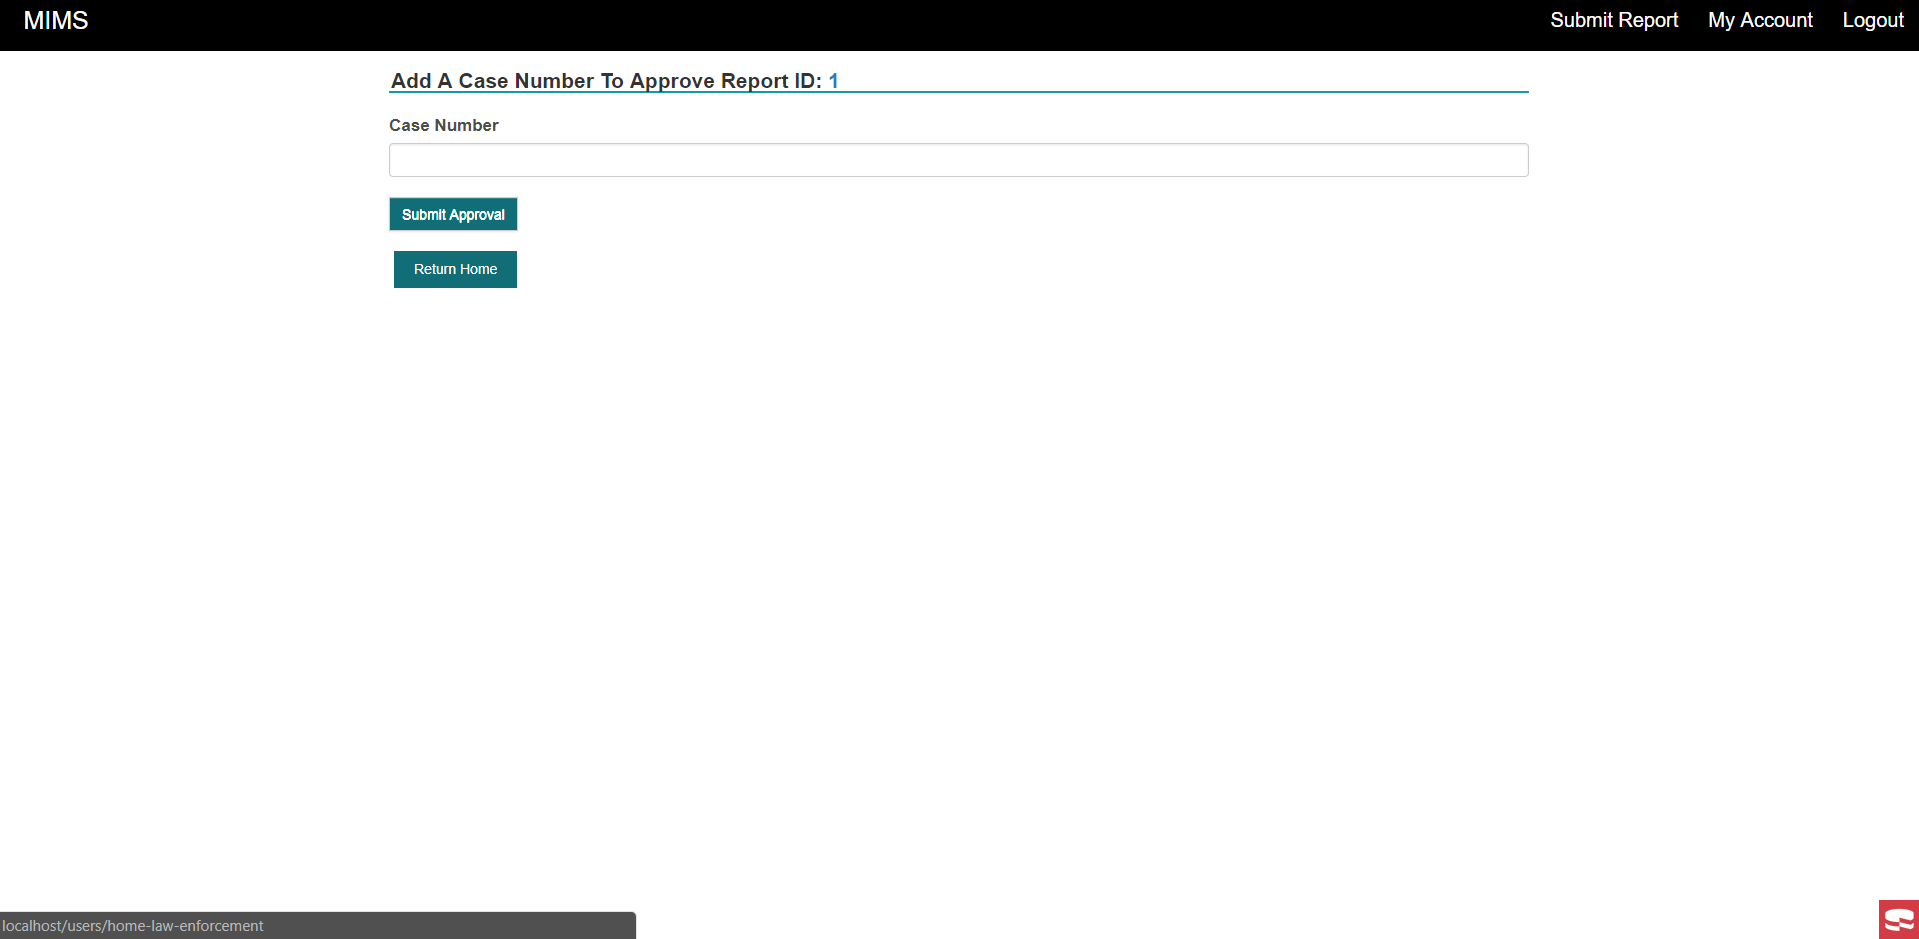 MIMS
Submit Report My Account Logout
Add A Case Number To Approve Report ID: 1
Case Number
Submit Approval
Return Home
localhost/users/home-law-enforcement